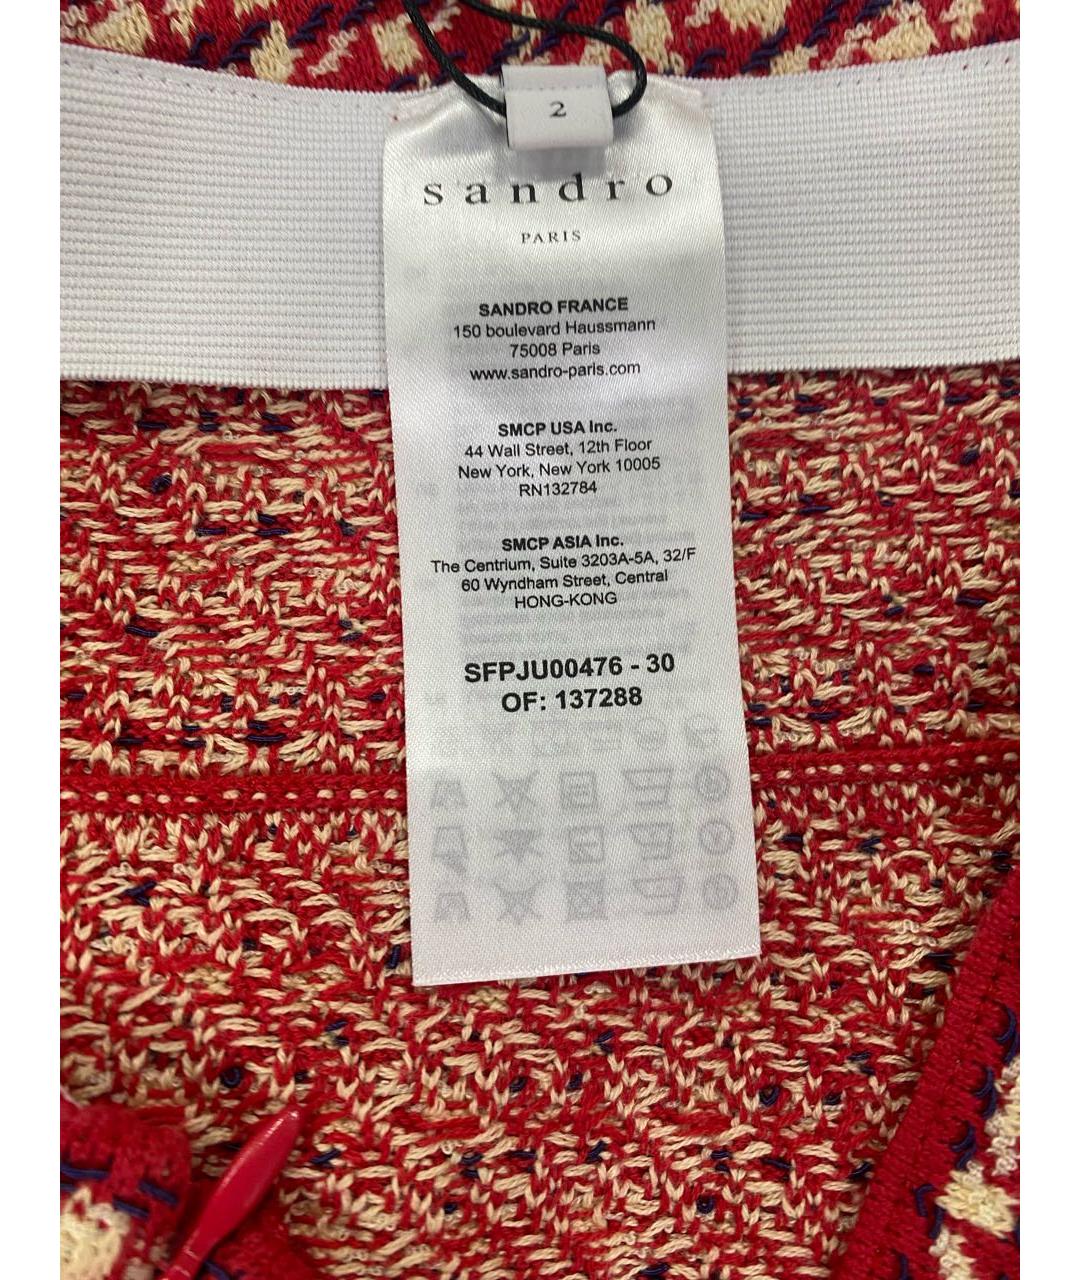 2
sandro
PARIS
SANDRO FRANCE
150 boulevard Haussmann
75008 Paris
www.sandro-paris.com
SMCP USA Inc.
44 Wall Street, 12th Floor
New York, New York 10005
RN132784
SMCP ASIA Inc.
The Centrium, Suite 3203A-5A, 32/F
60 Wyndham Street, Central
HONG-KONG
SFPJU00476 - 30
OF: 137288